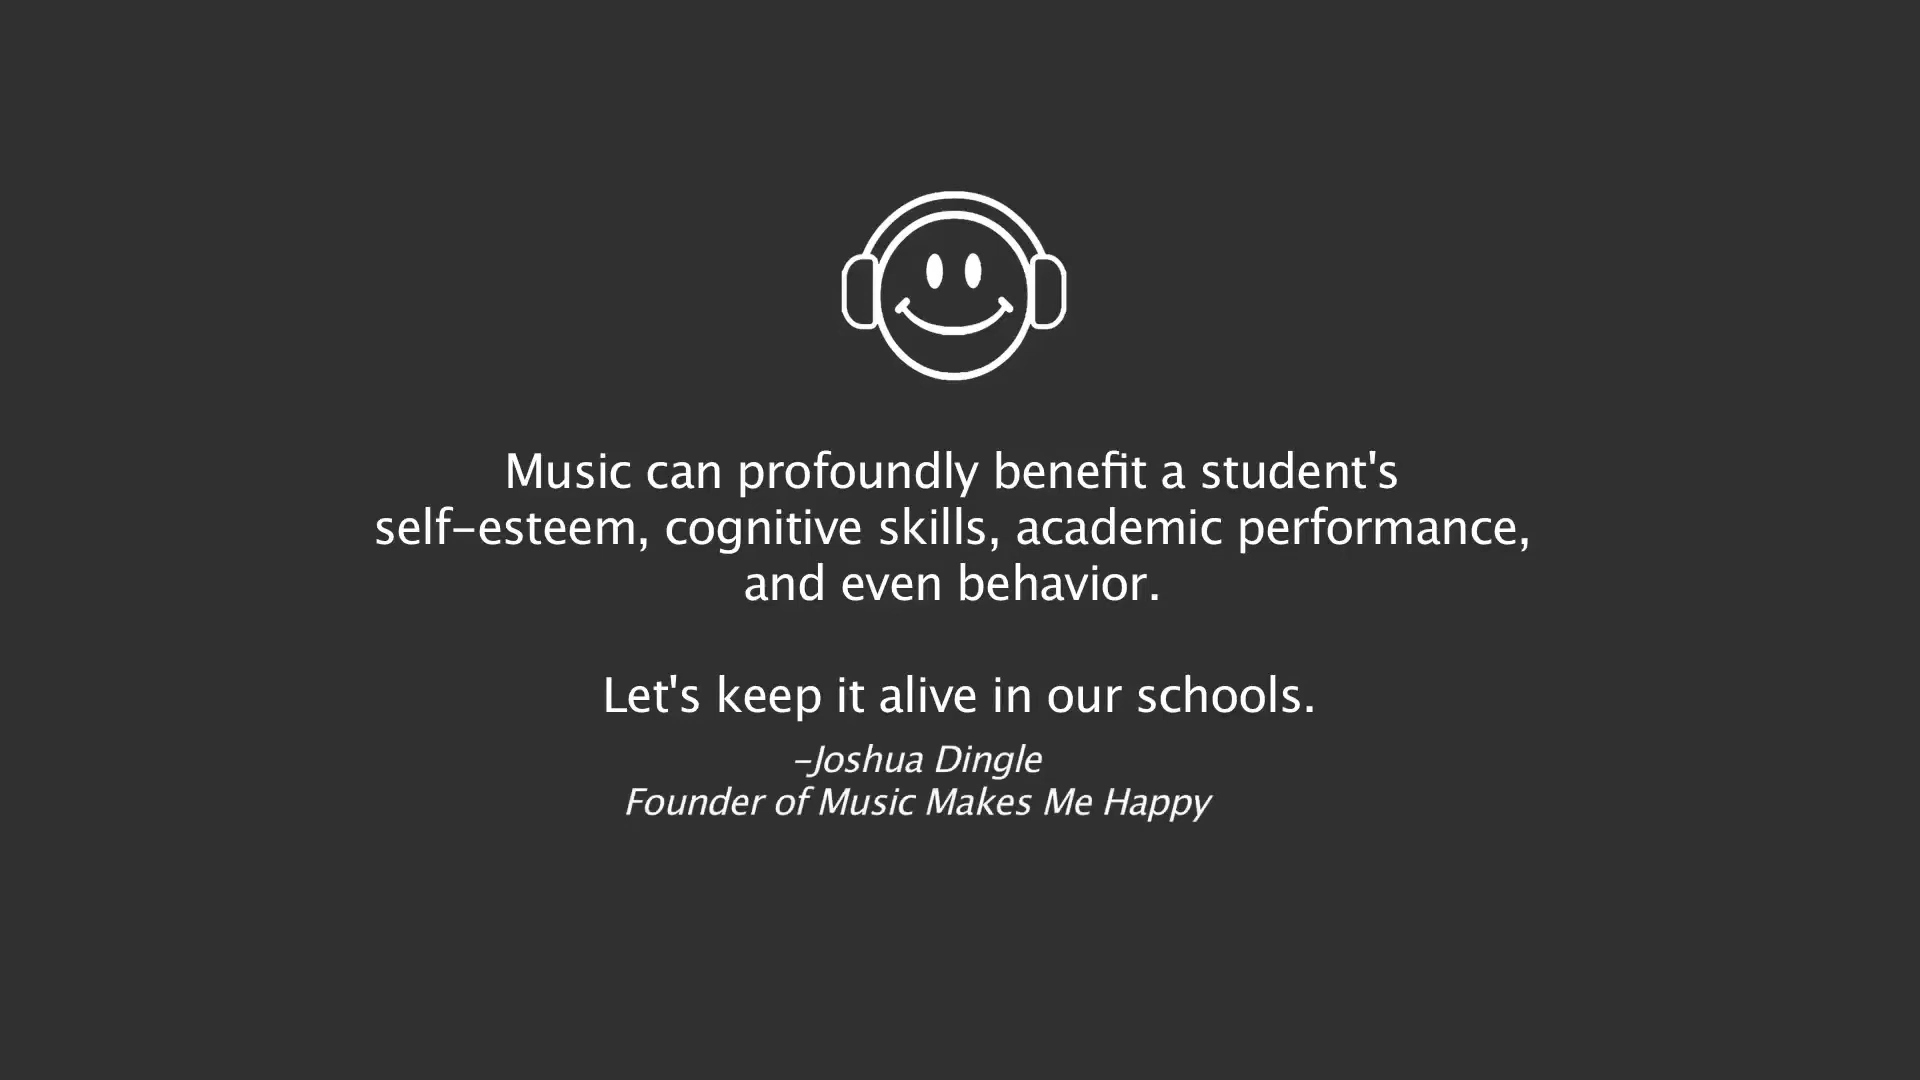 Music can profoundly benefit a student's
self-esteem, cognitive skills, academic performance,
and even behavior.
Let's keep it alive in our schools.
-Joshua Dingle
Founder of Music Makes Me Happy